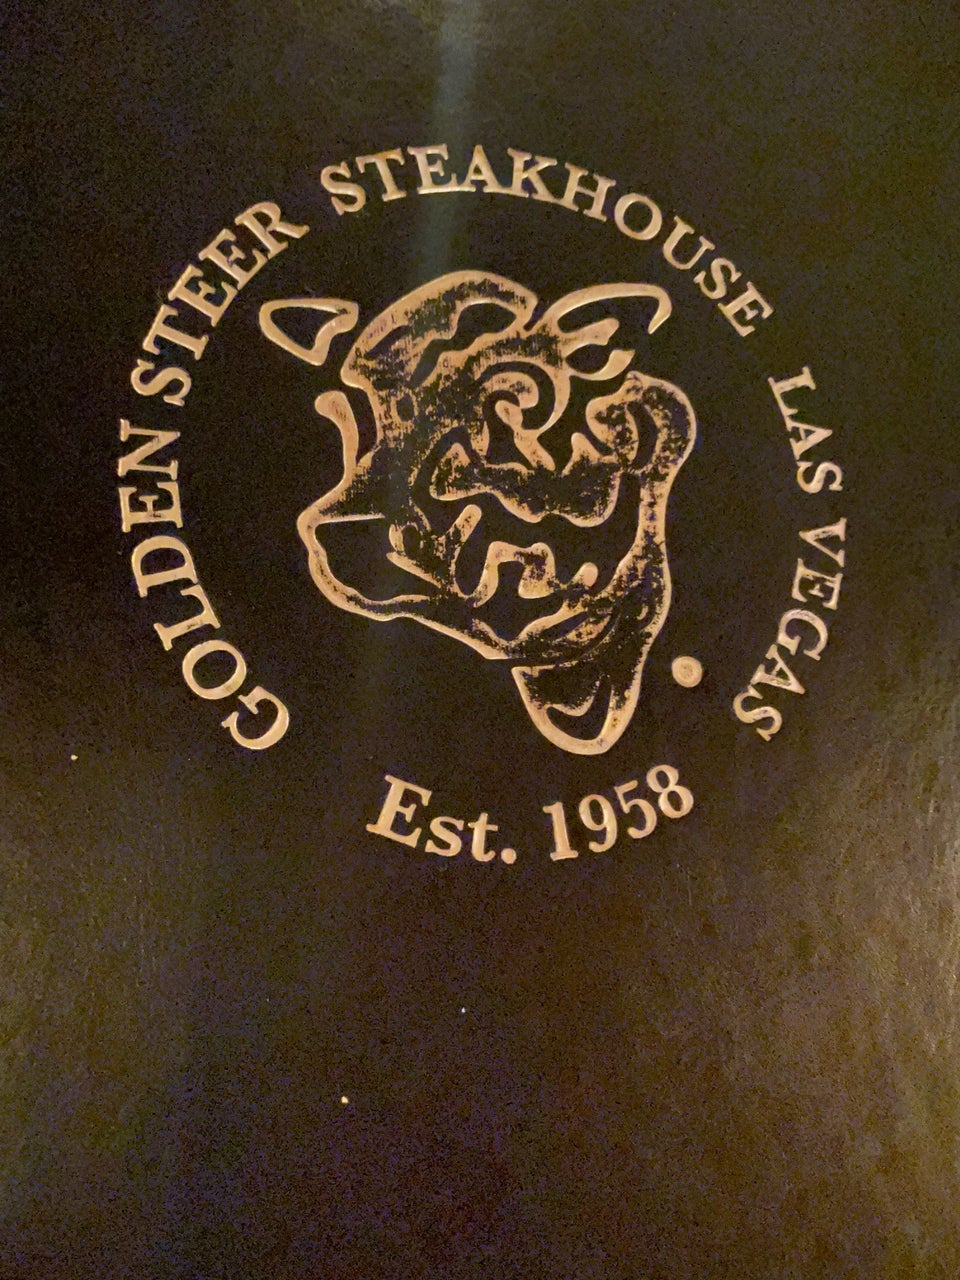 GOLDEN STEER STEAKHOUSE LAS VEGAS
Est. 1958